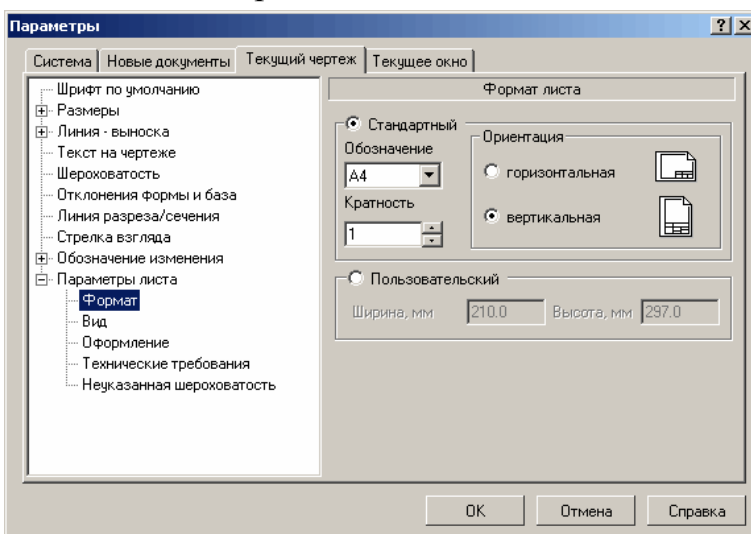 Параметры
Система Новые документы Текущий чертеж Текущее окно
Шрифт по умолчанию
Размеры
Линия - выноска
Текст на чертеже
Шероховатость
Отклонения формы и база
Линия разреза/сечения
Стрелка взгляда
Обозначение изменения
Параметры листа
Формат
Вид
Оформление
Технические требования
Неуказанная шероховатость
Формат листа
Стандартный
Обозначение
A4
Кратность
1
Ориентация
горизонтальная
вертикальная
Пользовательский
Ширина, мм 210.0 Высота, мм 297.0
OK Отмена Справка